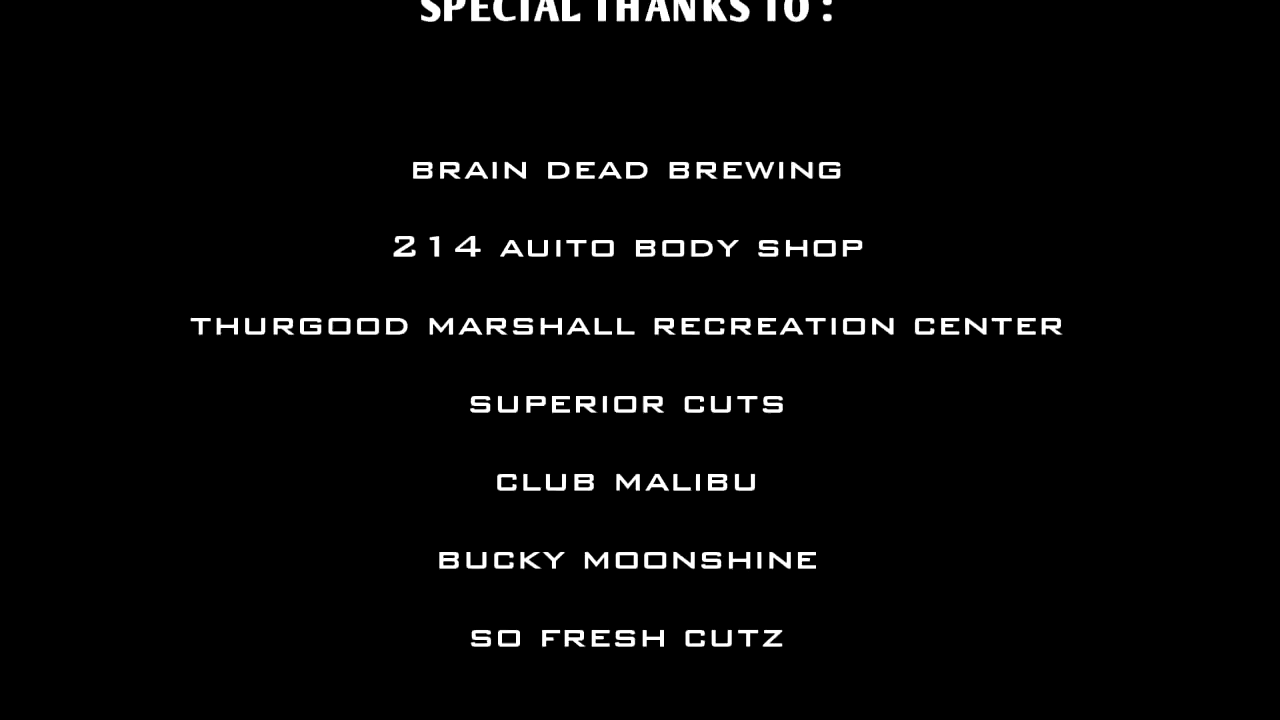 SPECIAL THANKS TO :
BRAIN DEAD BREWING
214 AUITO BODY SHOP
THURGOOD MARSHALL RECREATION CENTER
SUPERIOR CUTS
CLUB MALIBU
BUCKY MOONSHINE
SO FRESH CUTZ